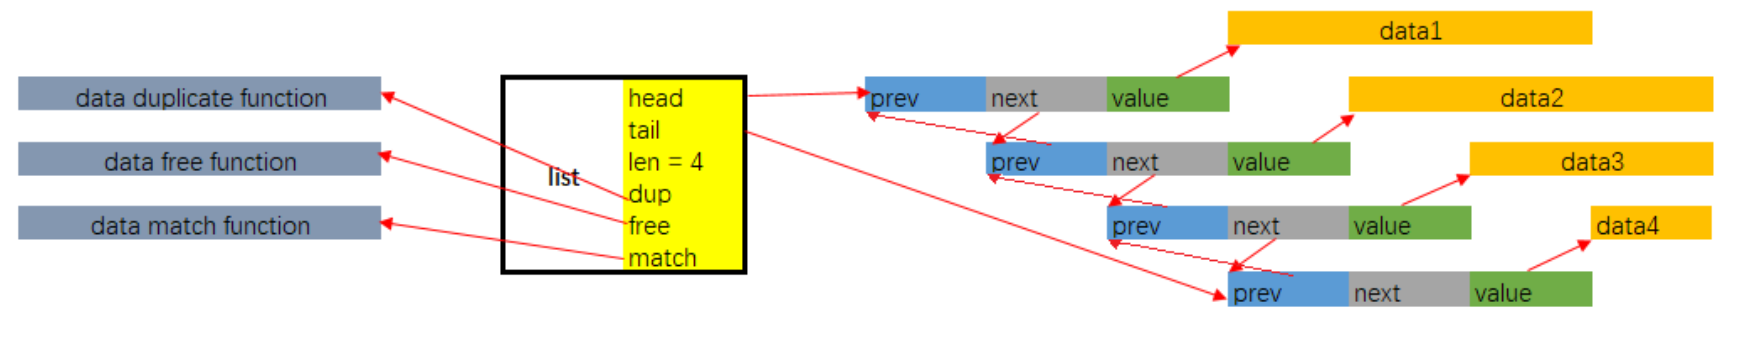 data1
data duplicate function
list
head
tail
len = 4
dup
free
match
prev next value
data2
data free function
prev next value
data3
data match function
prev next value
data4
prev next value